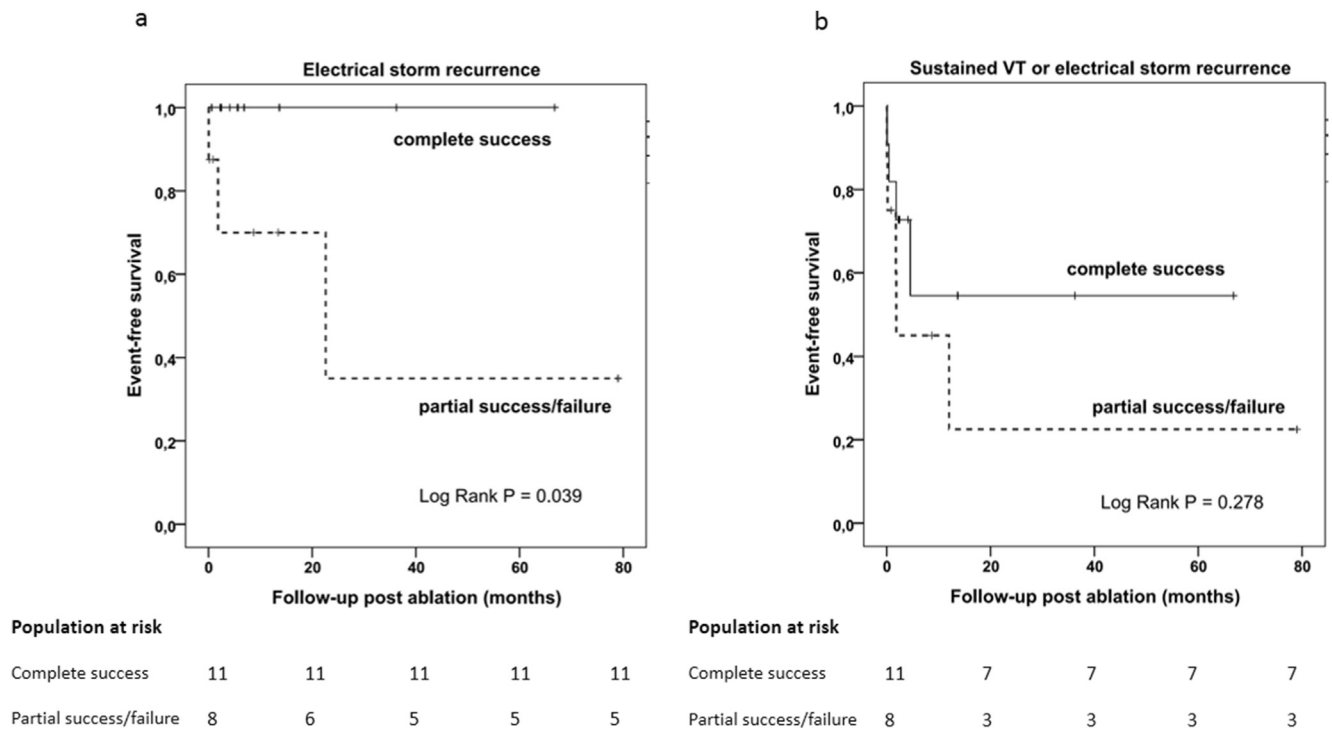 a
Electrical storm recurrence
1,0
0,8
0,6
0,4
0,2
0,0
Event-free survival
complete success
partial success/failure
Log Rank P = 0.039
0 20 40 60 80
Follow-up post ablation (months)
Population at risk
Complete success 11 11 11 11 11
Partial success/failure 8 6 5 5 5
b
Sustained VT or electrical storm recurrence
1,0
0,8
0,6
0,4
0,2
0,0
Event-free survival
complete success
partial success/failure
Log Rank P = 0.278
0 20 40 60 80
Follow-up post ablation (months)
Population at risk
Complete success 11 7 7 7 7
Partial success/failure 8 3 3 3 3